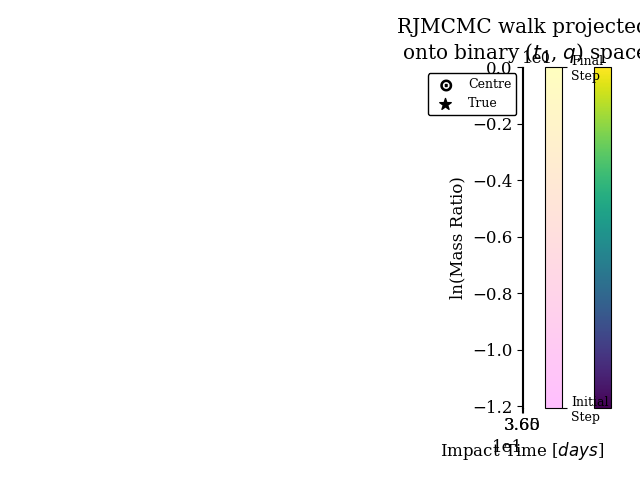 RJMCMC walk projected
onto binary (t₁, q) space
1e1
Final
Step
Centre
True
0.0
−0.2
−0.4
−0.6
−0.8
−1.0
−1.2
ln(Mass Ratio)
Initial
Step
Impact Time [days]
1e1